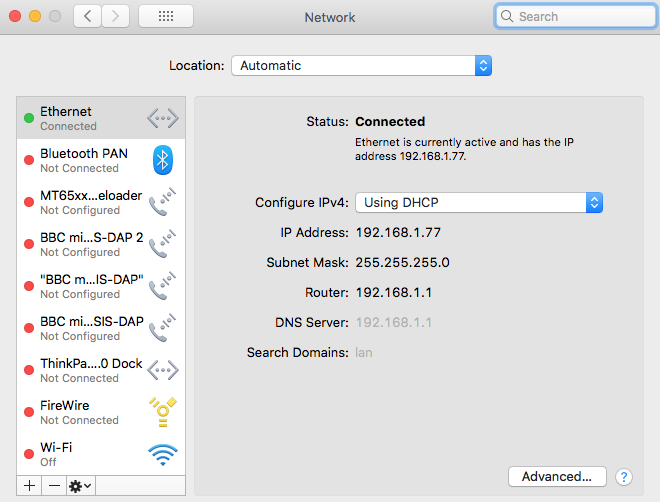 Network
Search
Location: Automatic
Ethernet
Connected
Bluetooth PAN
Not Connected
MT65xx...eloader
Not Configured
BBC mi...S-DAP 2
Not Configured
"BBC m...IS-DAP"
Not Configured
BBC mi...SIS-DAP
Not Configured
ThinkPa....0 Dock
Not Connected
FireWire
Not Connected
Wi-Fi
Off
Status: Connected
Ethernet is currently active and has the IP
address 192.168.1.77.
Configure IPv4: Using DHCP
IP Address: 192.168.1.77
Subnet Mask: 255.255.255.0
Router: 192.168.1.1
DNS Server: 192.168.1.1
Search Domains: lan
Advanced...
?